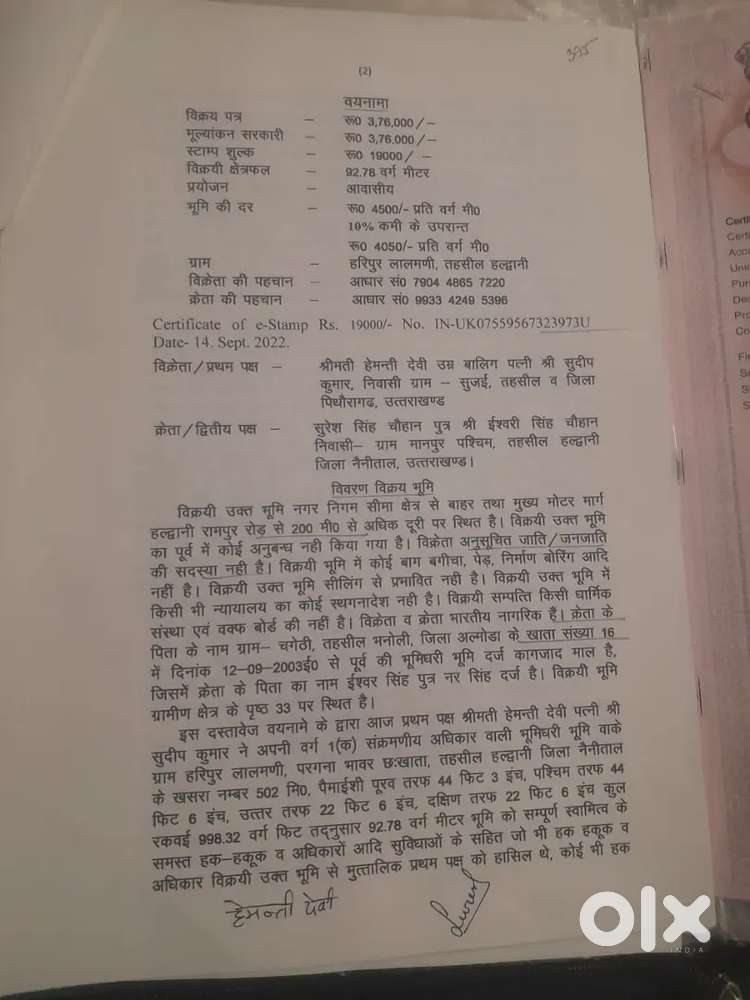 395
(2)
वयनामा
विक्रय पत्र – रू0 3,76,000/–
मूल्यांकन सरकारी – रू0 3,76,000/–
स्टाम्प शुल्क – रू0 19000/ –
विक्रयी क्षेत्रफल – 92.78 वर्ग मीटर
प्रयोजन – आवासीय
भूमि की दर – रू0 4500/- प्रति वर्ग मी0
10% कमी के उपरान्त
रू0 4050/- प्रति वर्ग मी0
ग्राम – हरिपुर लालमणी, तहसील हल्द्वानी
विक्रेता की पहचान – आधार सं0 7904 4865 7220
क्रेता की पहचान – आधार सं0 9933 4249 5396
Certificate of e-Stamp Rs. 19000/- No. IN-UK07559567323973U
Date- 14. Sept. 2022.
विक्रेता/प्रथम पक्ष – श्रीमती हेमन्ती देवी उम्र बालिग पत्नी श्री सुदीप
कुमार, निवासी ग्राम – सुजई, तहसील व जिला
पिथौरागढ, उत्तराखण्ड
क्रेता/द्वितीय पक्ष – सुरेश सिंह चौहान पुत्र श्री ईश्वरी सिंह चौहान
निवासी– ग्राम मानपुर पश्चिम, तहसील हल्द्वानी
जिला नैनीताल, उत्तराखण्ड।
विवरण विक्रय भूमि
विक्रयी उक्त भूमि नगर निगम सीमा क्षेत्र से बाहर तथा मुख्य मोटर मार्ग
हल्द्वानी रामपुर रोड़ से 200 मी0 से अधिक दूरी पर स्थित है। विक्रयी उक्त भूमि
का पूर्व में कोई अनुबन्ध नही किया गया है। विक्रेता अनुसूचित जाति/जनजाति
की सदस्या नही है। विक्रयी भूमि में कोई बाग बगीचा, पेड़, निर्माण बोरिंग आदि
नहीं है। विक्रयी उक्त भूमि सीलिंग से प्रभावित नही है। विक्रयी उक्त भूमि में
किसी भी न्यायालय का कोई स्थगनादेश नही है। विक्रयी सम्पत्ति किसी धार्मिक
संस्था एवं वक्फ बोर्ड की नहीं है। विक्रेता व क्रेता भारतीय नागरिक हैं। क्रेता के
पिता के नाम ग्राम– चगेठी, तहसील भनोली, जिला अल्मोडा के खाता संख्या 16
में दिनांक 12-09-2003ई0 से पूर्व की भूमिधरी भूमि दर्ज कागजाद माल है,
जिसमें क्रेता के पिता का नाम ईश्वर सिंह पुत्र नर सिंह दर्ज है। विक्रयी भूमि
ग्रामीण क्षेत्र के पृष्ठ 33 पर स्थित है।
इस दस्तावेज वयनामे के द्वारा आज प्रथम पक्ष श्रीमती हेमन्ती देवी पत्नी श्री
सुदीप कुमार ने अपनी वर्ग 1(क) संक्रमणीय अधिकार वाली भूमिधरी भूमि वाके
ग्राम हरिपुर लालमणी, परगना भावर छःखाता, तहसील हल्द्वानी जिला नैनीताल
के खसरा नम्बर 502 मि0, पैमाईशी पूरव तरफ 44 फिट 3 इंच, पश्चिम तरफ 44
फिट 6 इंच, उत्तर तरफ 22 फिट 6 इंच, दक्षिण तरफ 22 फिट 6 इंच कुल
रकवई 998.32 वर्ग फिट तद्नुसार 92.78 वर्ग मीटर भूमि को सम्पूर्ण स्वामित्व के
समस्त हक–हकूक व अधिकारों आदि सुविधाओं के सहित जो भी हक हकूक व
अधिकार विक्रयी उक्त भूमि से मुत्तालिक प्रथम पक्ष को हासिल थे, कोई भी हक
हेमन्ती देवी
olx
INDIA